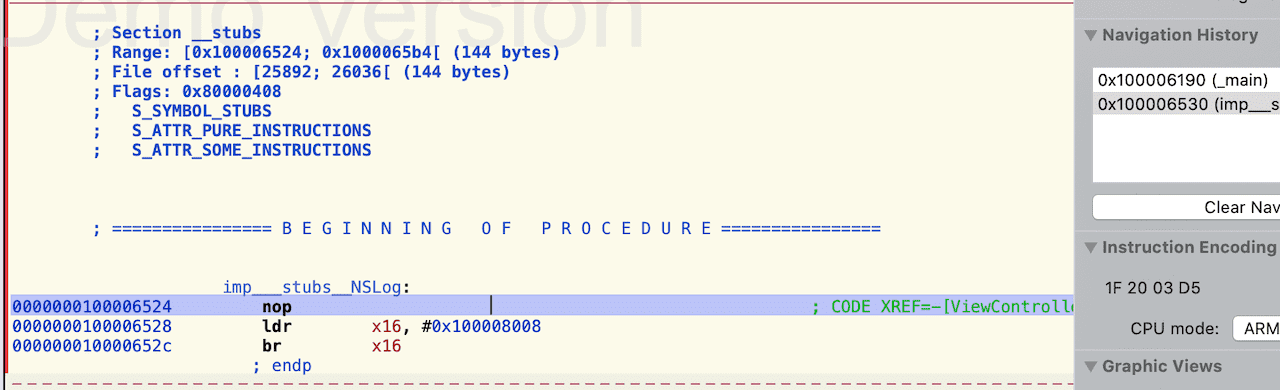 Demo Version
; Section __stubs
; Range: [0x100006524; 0x1000065b4[ (144 bytes)
; File offset : [25892; 26036[ (144 bytes)
; Flags: 0x80000408
;   S_SYMBOL_STUBS
;   S_ATTR_PURE_INSTRUCTIONS
;   S_ATTR_SOME_INSTRUCTIONS
; ================ B E G I N N I N G   O F   P R O C E D U R E ================
imp___stubs__NSLog:
0000000100006524 nop ; CODE XREF=-[ViewControlle
0000000100006528 ldr x16, #0x100008008
000000010000652c br x16
; endp
Navigation History
0x100006190 (_main)
0x100006530 (imp___s
Clear Nav
Instruction Encoding
1F 20 03 D5
CPU mode: ARM
Graphic Views